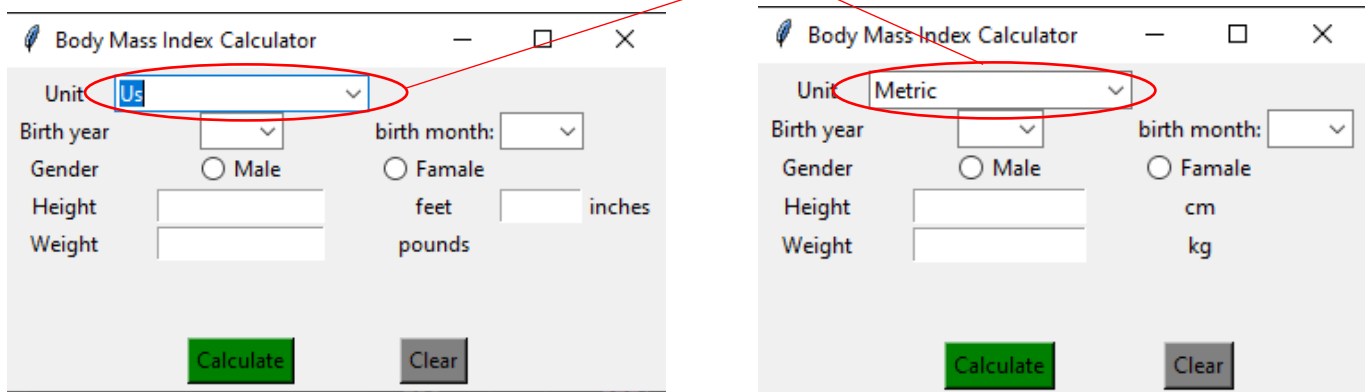 Body Mass Index Calculator
Unit Us
Birth year birth month:
Gender Male Famale
Height feet inches
Weight pounds
Calculate Clear
Body Mass Index Calculator
Unit Metric
Birth year birth month:
Gender Male Famale
Height cm
Weight kg
Calculate Clear